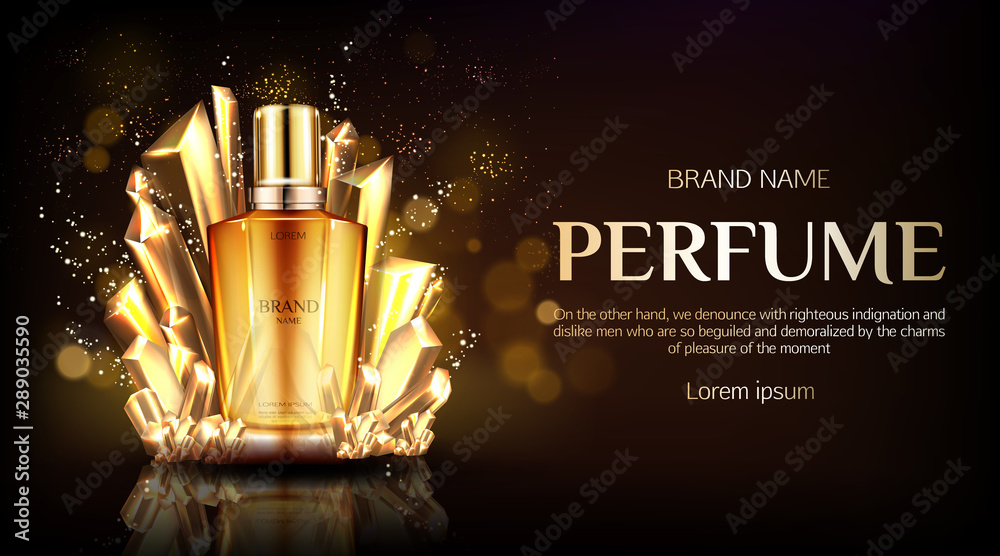 LOREM
BRAND
NAME
LOREM IPSUM
BRAND NAME
PERFUME
On the other hand, we denounce with righteous indignation and
dislike men who are so beguiled and demoralized by the charms
of pleasure of the moment
Lorem ipsum
Adobe Stock | #289035590